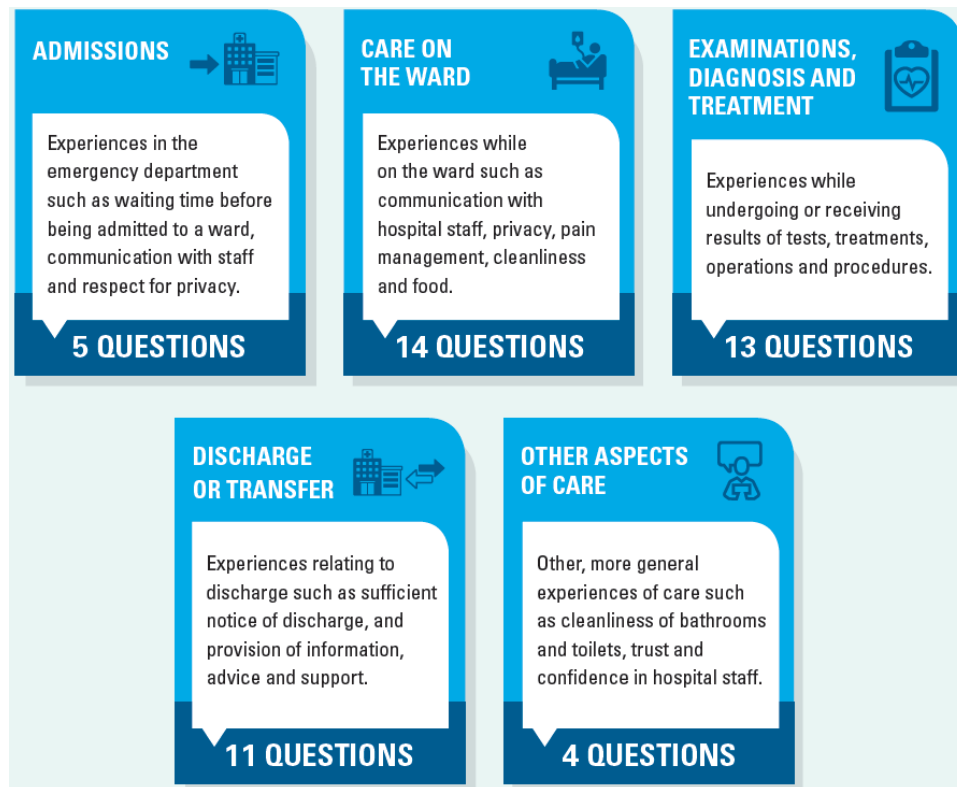 ADMISSIONS
Experiences in the
emergency department
such as waiting time before
being admitted to a ward,
communication with staff
and respect for privacy.
5 QUESTIONS
CARE ON
THE WARD
Experiences while
on the ward such as
communication with
hospital staff, privacy, pain
management, cleanliness
and food.
14 QUESTIONS
EXAMINATIONS,
DIAGNOSIS AND
TREATMENT
Experiences while
undergoing or receiving
results of tests, treatments,
operations and procedures.
13 QUESTIONS
DISCHARGE
OR TRANSFER
Experiences relating to
discharge such as sufficient
notice of discharge, and
provision of information,
advice and support.
11 QUESTIONS
OTHER ASPECTS
OF CARE
Other, more general
experiences of care such
as cleanliness of bathrooms
and toilets, trust and
confidence in hospital staff.
4 QUESTIONS